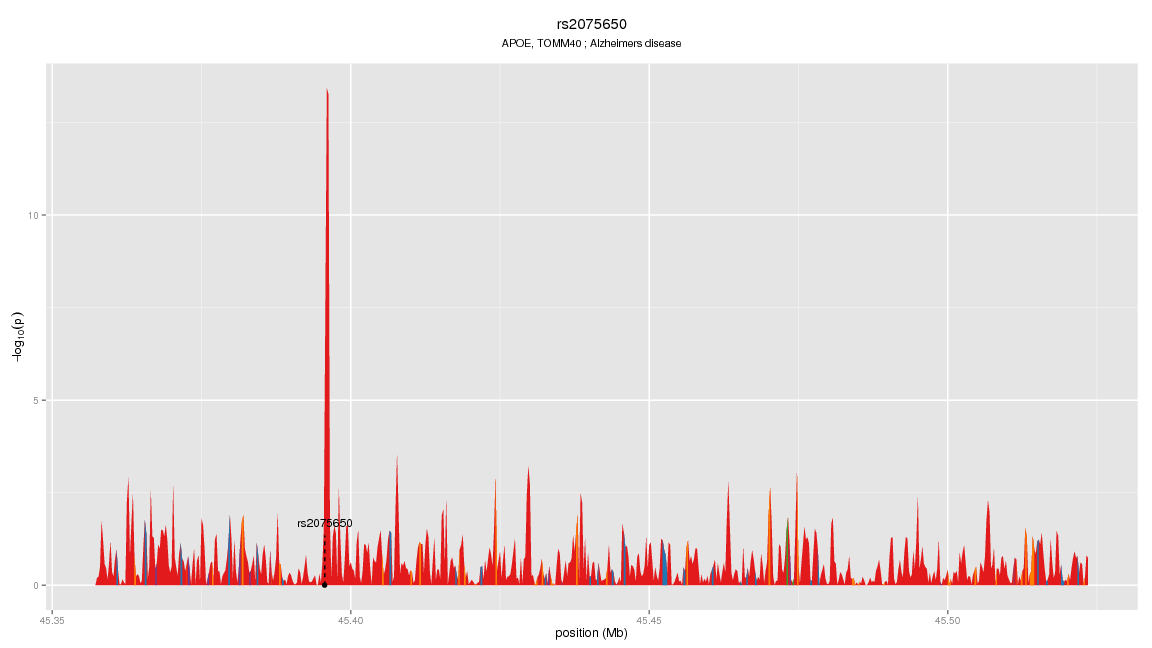 rs2075650
APOE, TOMM40 ; Alzheimers disease
10
5
0
−log10(p)
rs2075650
45.35 45.40 45.45 45.50
position (Mb)